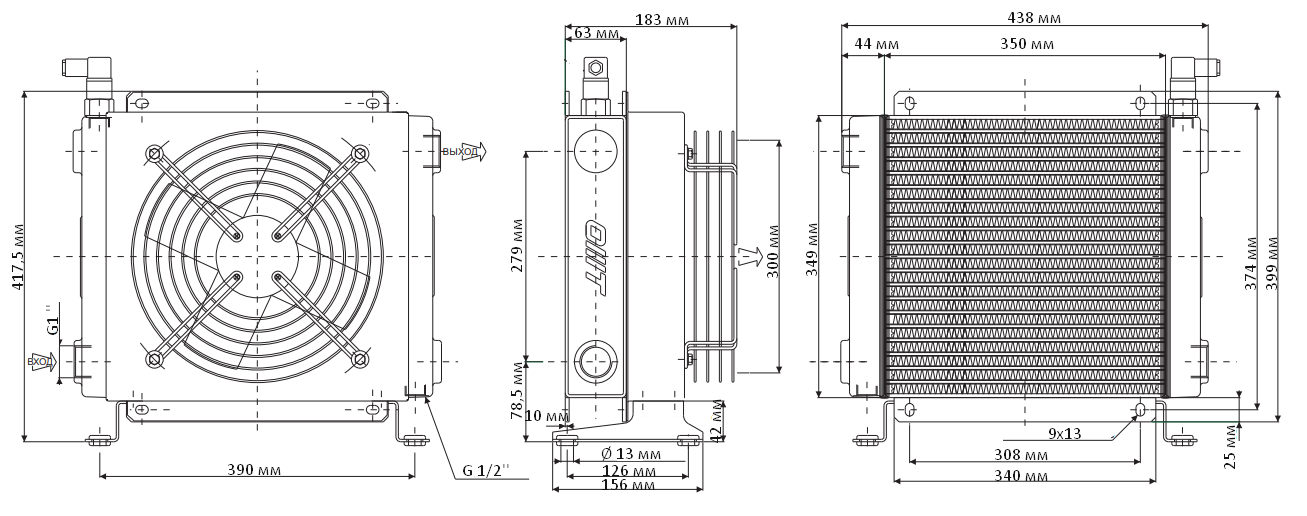 417,5 мм
G1 "
ВХОД
ВЫХОД
390 мм
G 1/2"
183 мм
63 мм
279 мм
78,5 мм
10 мм
300 мм
42 мм
Ø 13 мм
126 мм
156 мм
438 мм
44 мм
350 мм
349 мм
374 мм
399 мм
9x13
25 мм
308 мм
340 мм